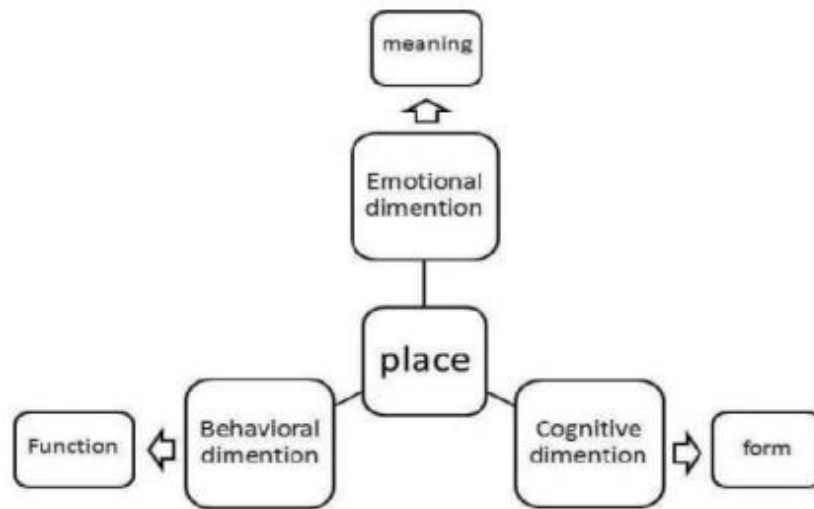 meaning
Emotional
dimention
place
Function
Behavioral
dimention
Cognitive
dimention
form